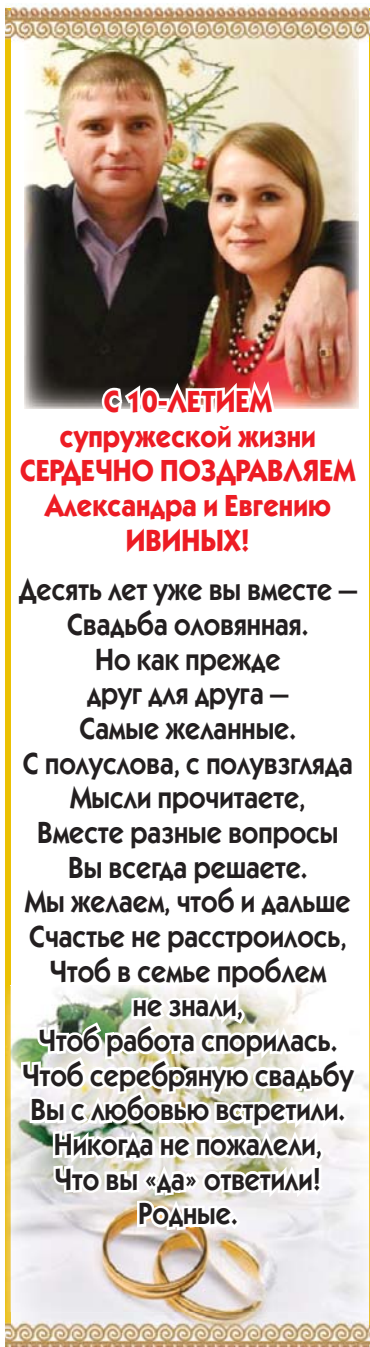 С 10-ЛЕТИЕМ
супружеской жизни
СЕРДЕЧНО ПОЗДРАВЛЯЕМ
Александра и Евгению
ИВИНЫХ!
Десять лет уже вы вместе –
Свадьба оловянная.
Но как прежде
друг для друга –
Самые желанные.
С полуслова, с полувзгляда
Мысли прочитаете,
Вместе разные вопросы
Вы всегда решаете.
Мы желаем, чтоб и дальше
Счастье не расстроилось,
Чтоб в семье проблем
не знали,
Чтоб работа спорилась.
Чтоб серебряную свадьбу
Вы с любовью встретили.
Никогда не пожалели,
Что вы «да» ответили!
Родные.